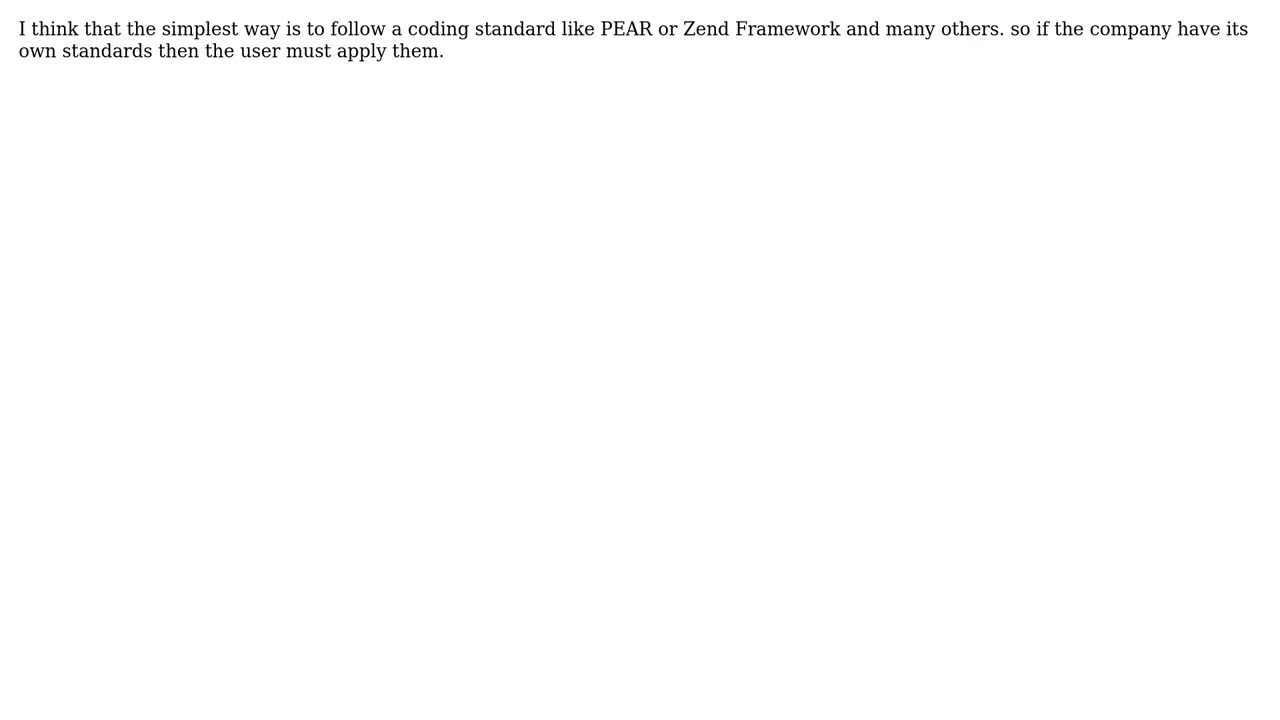 I think that the simplest way is to follow a coding standard like PEAR or Zend Framework and many others. so if the company have its
own standards then the user must apply them.